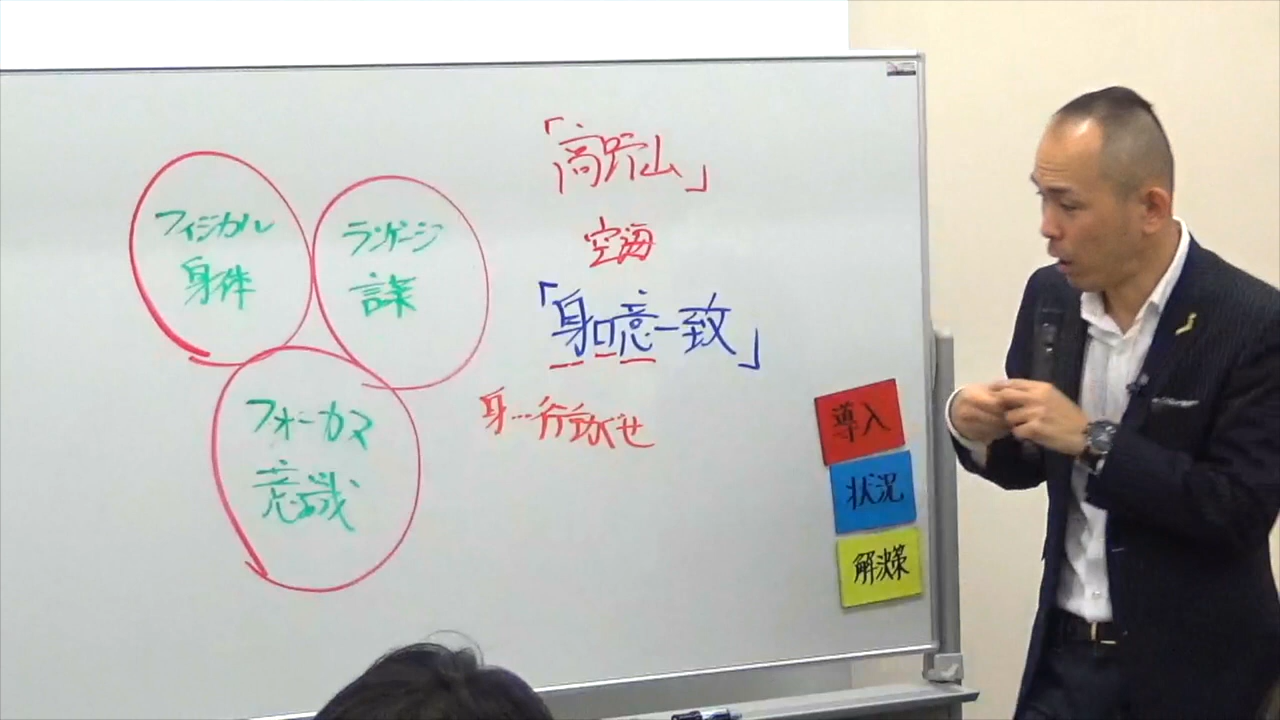 フィジカル
身体
ランゲージ
言葉
フォーカス
意識
「高野山」
空海
「身口意一致」
身…行動
導入
状況
解決策